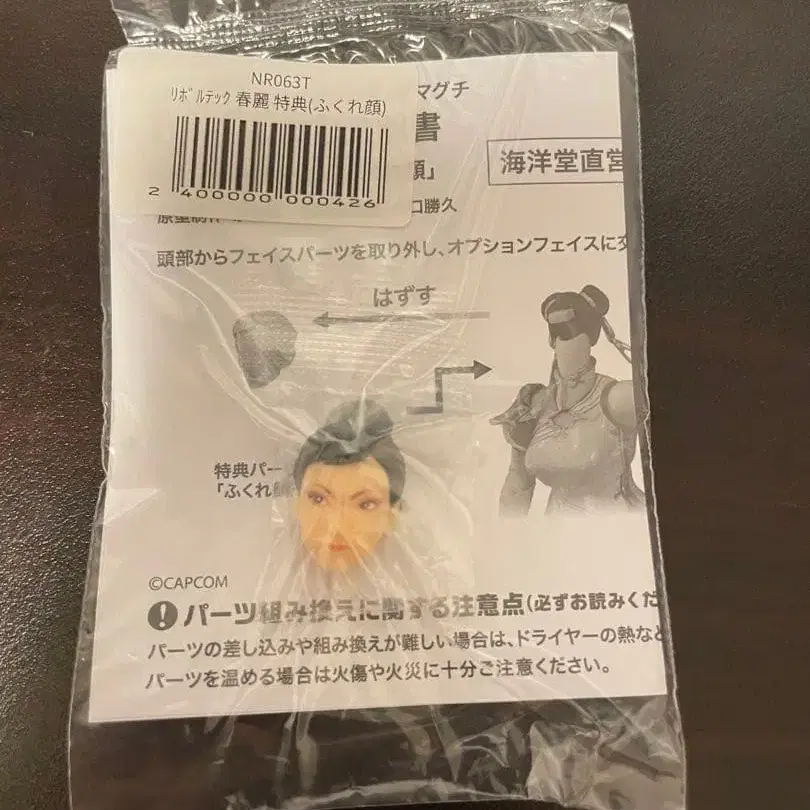 NR063T
ﾘﾎﾞﾙﾃｯｸ 春麗 特典(ふくれ顔)
2 400000 000426
マグチ
書
顔」
海洋堂直営
口勝久
頭部からフェイスパーツを取り外し、オプションフェイスに交
はずす
特典パー
「ふくれ
©CAPCOM
パーツ組み換えに関する注意点(必ずお読みくだ
パーツの差し込みや組み換えが難しい場合は、ドライヤーの熱など
パーツを温める場合は火傷や火災に十分ご注意ください。